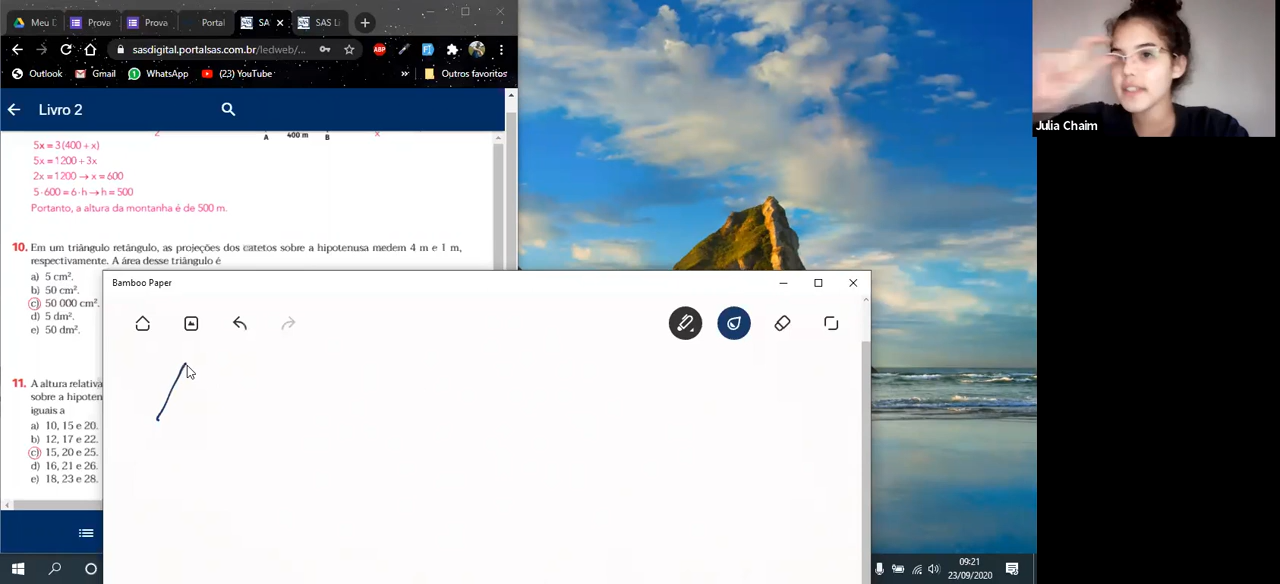 Meu D
Prova
Prova
Portal
SA
SAS Li
sasdigital.portalsas.com.br/ledweb/...
ABP
Outlook
Gmail
WhatsApp
(23) YouTube
»
Outros favoritos
Livro 2
2
A
400 m
B
x
5x = 3(400 + x)
5x = 1200 + 3x
2x = 1200 → x = 600
5 · 600 = 6 · h → h = 500
Portanto, a altura da montanha é de 500 m.
10. Em um triângulo retângulo, as projeções dos catetos sobre a hipotenusa medem 4 m e 1 m,
respectivamente. A área desse triângulo é
a) 5 cm².
b) 50 cm².
c) 50 000 cm².
d) 5 dm².
e) 50 dm².
11. A altura relativa
sobre a hipoten
iguais a
a) 10, 15 e 20.
b) 12, 17 e 22.
c) 15, 20 e 25.
d) 16, 21 e 26.
e) 18, 23 e 28.
Bamboo Paper
Julia Chaim
09:21
23/09/2020